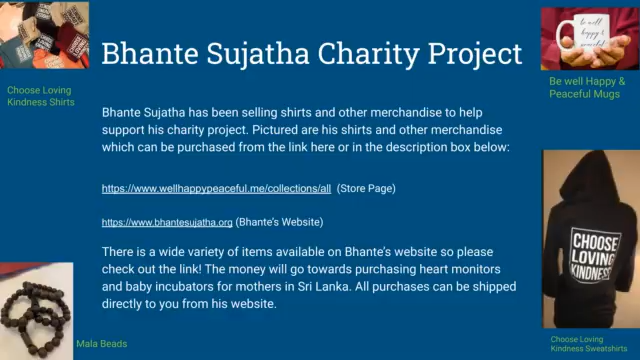 Bhante Sujatha Charity Project
Choose Loving
Kindness Shirts
be well
happy &
peaceful
Be well Happy &
Peaceful Mugs
Bhante Sujatha has been selling shirts and other merchandise to help
support his charity project. Pictured are his shirts and other merchandise
which can be purchased from the link here or in the description box below:
https://www.wellhappypeaceful.me/collections/all (Store Page)
https://www.bhantesujatha.org (Bhante's Website)
There is a wide variety of items available on Bhante's website so please
check out the link! The money will go towards purchasing heart monitors
and baby incubators for mothers in Sri Lanka. All purchases can be shipped
directly to you from his website.
CHOOSE
LOVING
KINDNESS
Choose Loving
Kindness Sweatshirts
Mala Beads